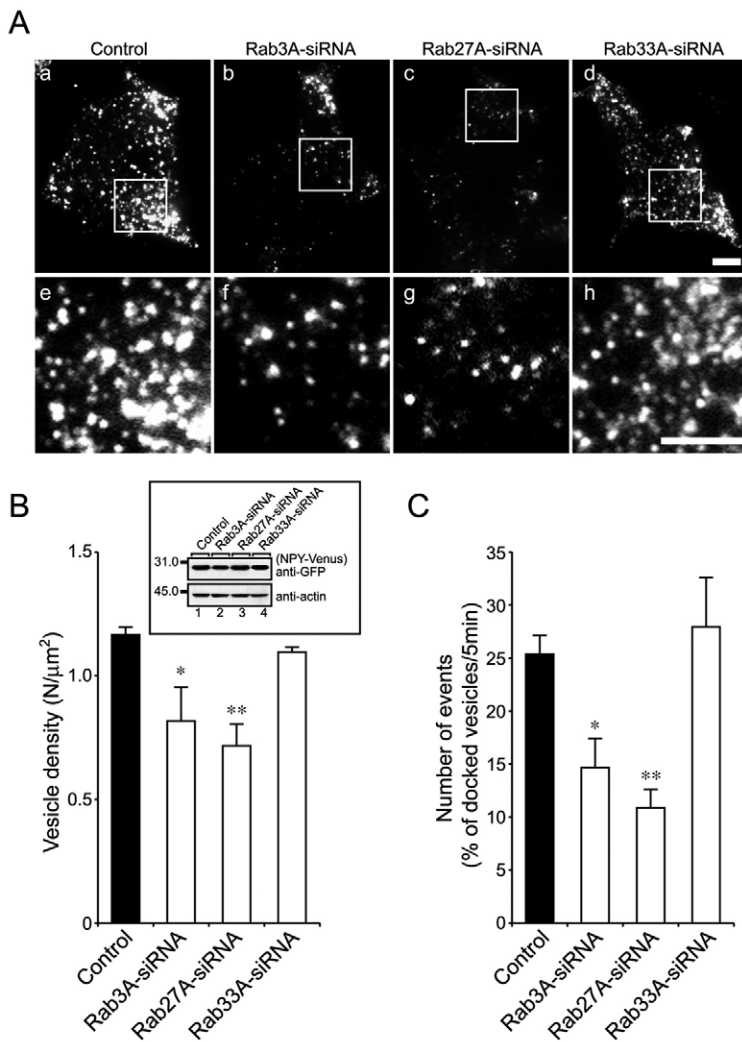 A
Control
Rab3A-siRNA
Rab27A-siRNA
Rab33A-siRNA
a
b
c
d
e
f
g
h
B
Control
Rab3A-siRNA
Rab27A-siRNA
Rab33A-siRNA
31.0
(NPY-Venus)
anti-GFP
45.0
anti-actin
1 2 3 4
Vesicle density (N/μm²)
1.5
1.0
0.5
0
*
**
Control
Rab3A-siRNA
Rab27A-siRNA
Rab33A-siRNA
C
Number of events
(% of docked vesicles/5min)
35
30
25
20
15
10
5
0
*
**
Control
Rab3A-siRNA
Rab27A-siRNA
Rab33A-siRNA